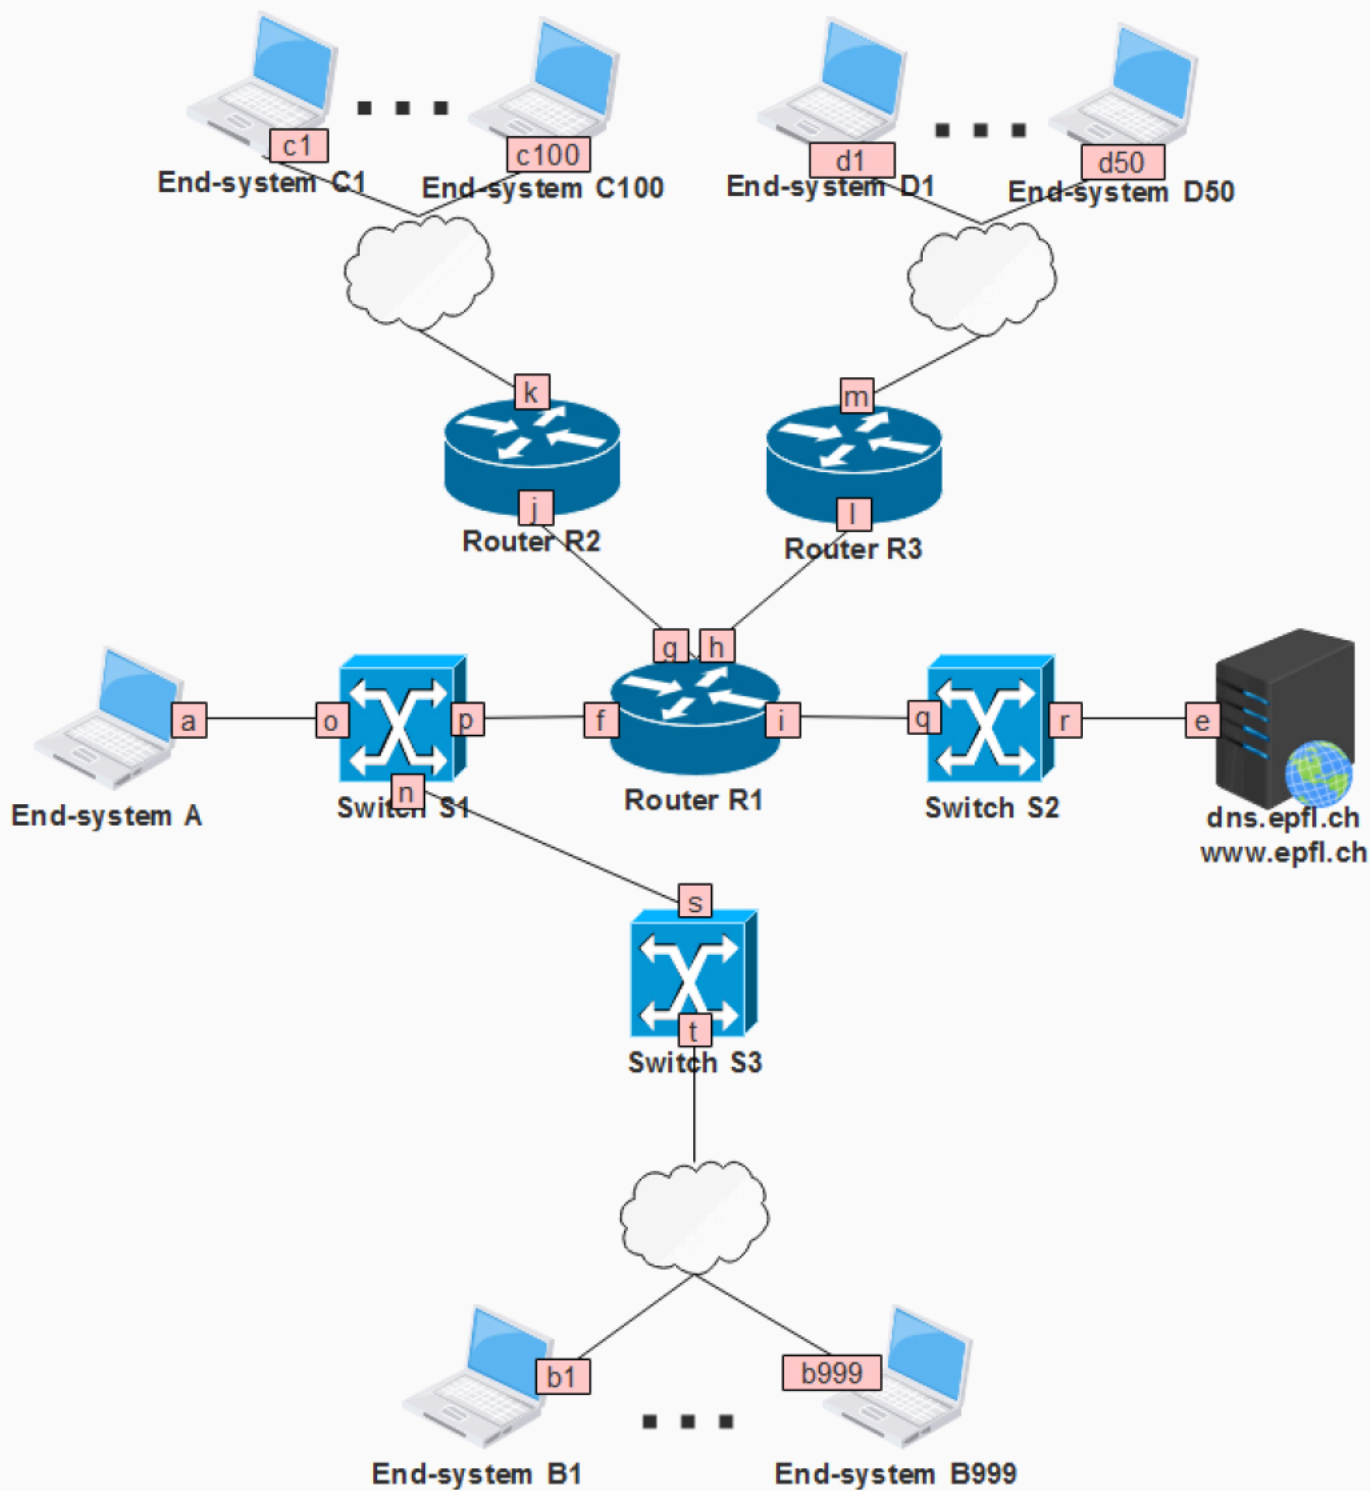 c1
c100
d1
d50
End-system C1
End-system C100
End-system D1
End-system D50
k
m
j
l
Router R2
Router R3
g
h
a
o
p
f
i
q
r
e
n
End-system A
Switch S1
Router R1
Switch S2
dns.epfl.ch
www.epfl.ch
s
t
Switch S3
b1
b999
End-system B1
End-system B999